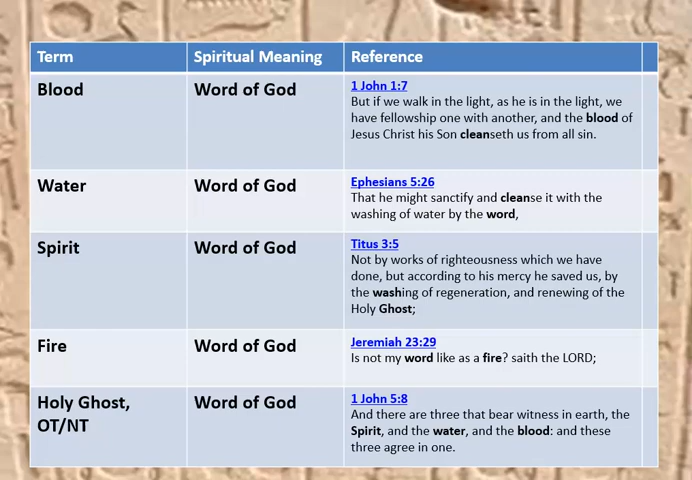 Term Spiritual Meaning Reference
Blood Word of God 1 John 1:7
But if we walk in the light, as he is in the light, we
have fellowship one with another, and the blood of
Jesus Christ his Son cleanseth us from all sin.
Water Word of God Ephesians 5:26
That he might sanctify and cleanse it with the
washing of water by the word,
Spirit Word of God Titus 3:5
Not by works of righteousness which we have
done, but according to his mercy he saved us, by
the washing of regeneration, and renewing of the
Holy Ghost;
Fire Word of God Jeremiah 23:29
Is not my word like as a fire? saith the LORD;
Holy Ghost, Word of God 1 John 5:8
OT/NT And there are three that bear witness in earth, the
Spirit, and the water, and the blood: and these
three agree in one.